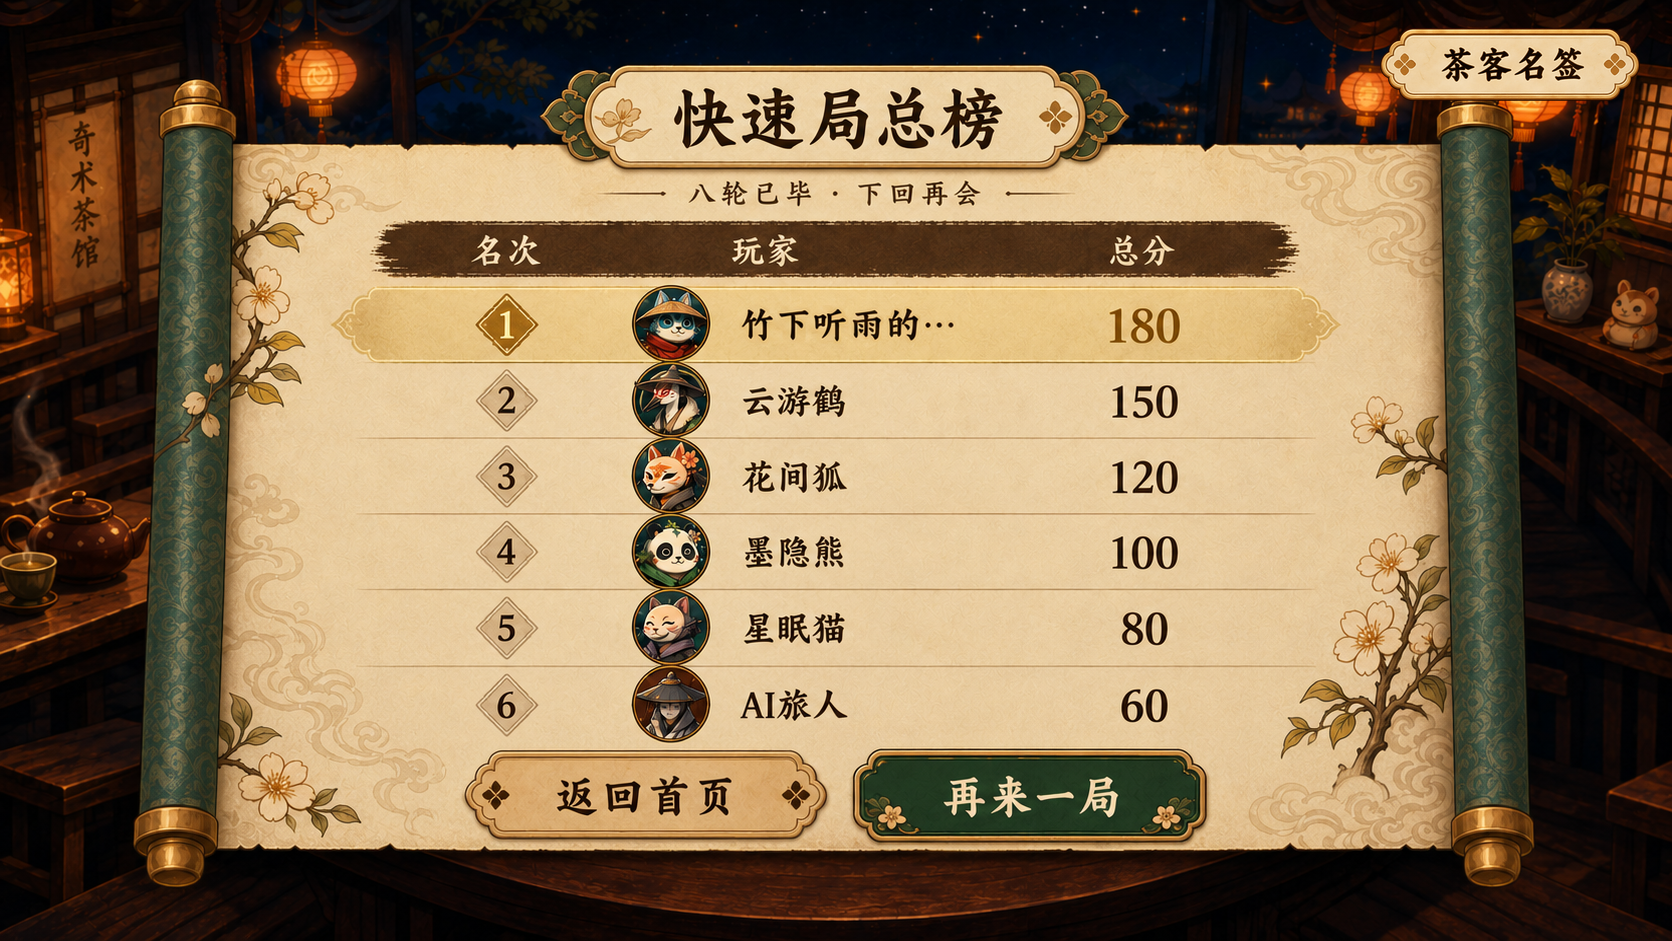 奇术茶馆
茶客名签
快速局总榜
八轮已毕 · 下回再会
名次 玩家 总分
1 竹下听雨的… 180
2 云游鹤 150
3 花间狐 120
4 墨隐熊 100
5 星眠猫 80
6 AI旅人 60
返回首页 再来一局